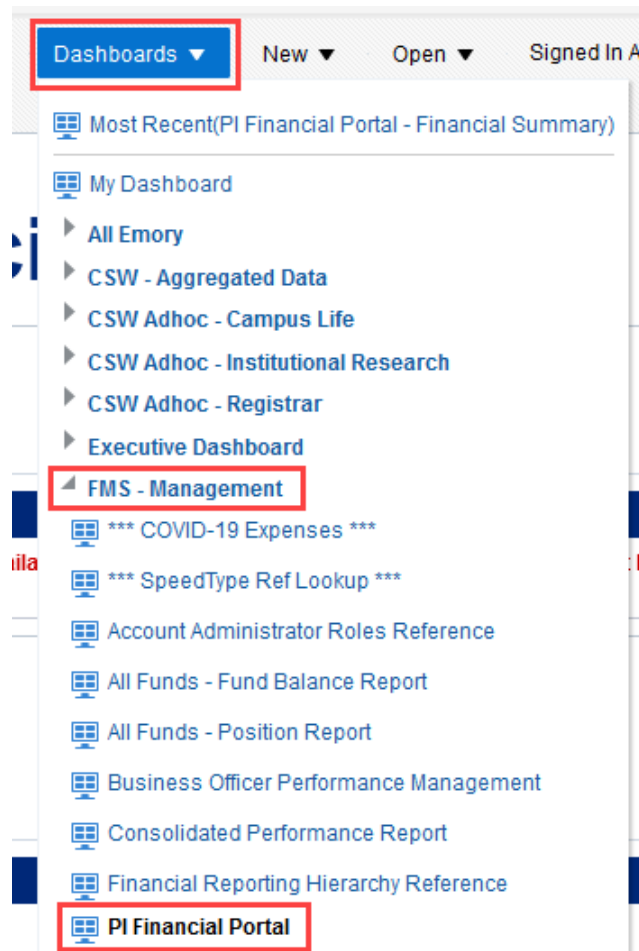 Dashboards New Open Signed In A
Most Recent(PI Financial Portal - Financial Summary)
My Dashboard
All Emory
CSW - Aggregated Data
CSW Adhoc - Campus Life
CSW Adhoc - Institutional Research
CSW Adhoc - Registrar
Executive Dashboard
FMS - Management
*** COVID-19 Expenses ***
*** SpeedType Ref Lookup ***
Account Administrator Roles Reference
All Funds - Fund Balance Report
All Funds - Position Report
Business Officer Performance Management
Consolidated Performance Report
Financial Reporting Hierarchy Reference
PI Financial Portal